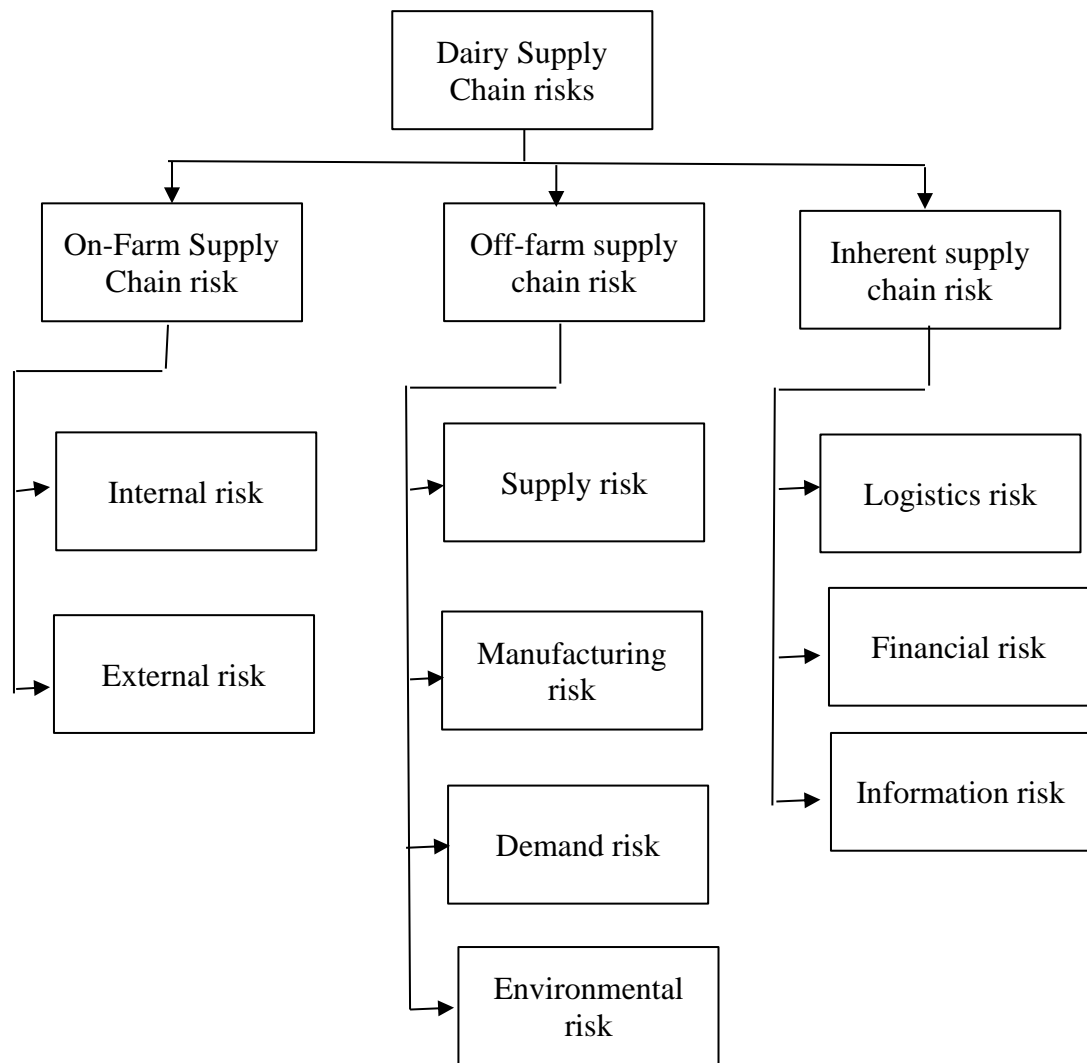 Dairy Supply
Chain risks
On-Farm Supply
Chain risk
Off-farm supply
chain risk
Inherent supply
chain risk
Internal risk
External risk
Supply risk
Manufacturing
risk
Demand risk
Environmental
risk
Logistics risk
Financial risk
Information risk